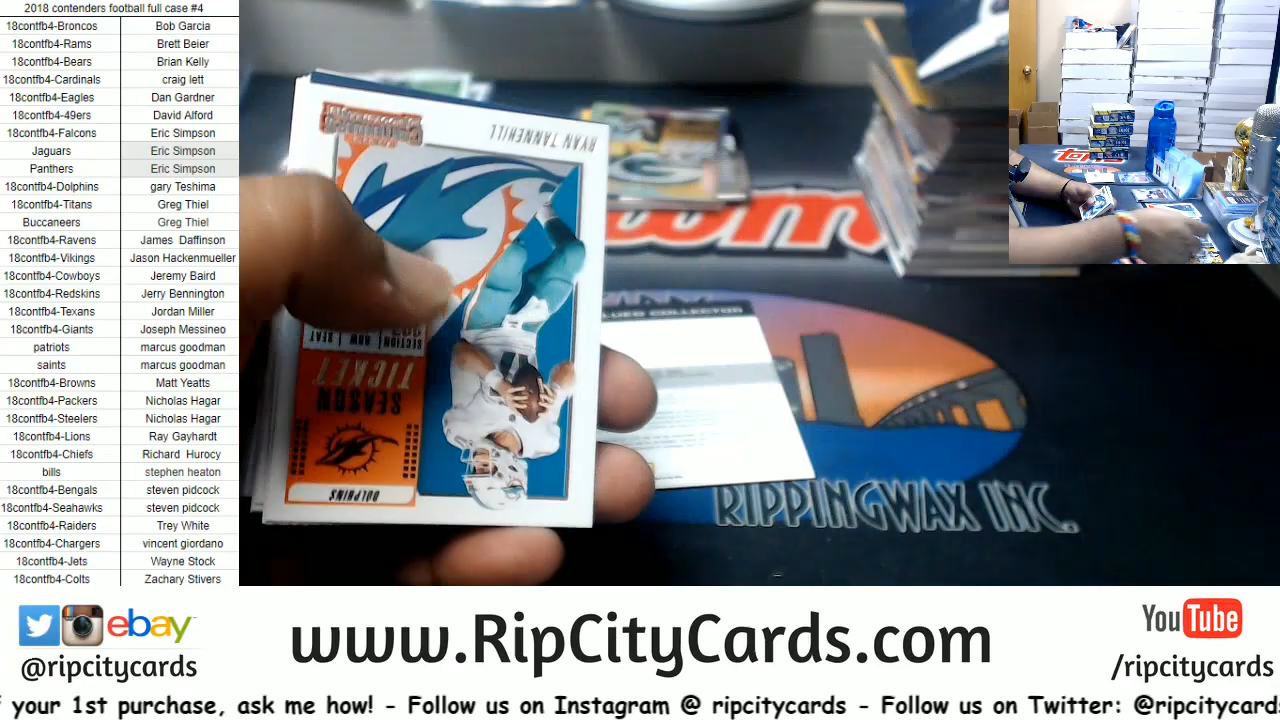 2018 contenders football full case #4
18contfb4-Broncos Bob Garcia
18contfb4-Rams Brett Beier
18contfb4-Bears Brian Kelly
18contfb4-Cardinals craig lett
18contfb4-Eagles Dan Gardner
18contfb4-49ers David Alford
18contfb4-Falcons Eric Simpson
Jaguars Eric Simpson
Panthers Eric Simpson
18contfb4-Dolphins gary Teshima
18contfb4-Titans Greg Thiel
Buccaneers Greg Thiel
18contfb4-Ravens James Daffinson
18contfb4-Vikings Jason Hackenmueller
18contfb4-Cowboys Jeremy Baird
18contfb4-Redskins Jerry Bennington
18contfb4-Texans Jordan Miller
18contfb4-Giants Joseph Messineo
patriots marcus goodman
saints marcus goodman
18contfb4-Browns Matt Yeatts
18contfb4-Packers Nicholas Hagar
18contfb4-Steelers Nicholas Hagar
18contfb4-Lions Ray Gayhardt
18contfb4-Chiefs Richard Hurocy
bills stephen heaton
18contfb4-Bengals steven pidcock
18contfb4-Seahawks steven pidcock
18contfb4-Raiders Trey White
18contfb4-Chargers vincent giordano
18contfb4-Jets Wayne Stock
18contfb4-Colts Zachary Stivers
RYAN TANNEHILL
SECTION ROW SEAT
SEASON
TICKET
DOLPHINS
COLLECTOR
RIPPINGWAX INC.
topps
ebay
@ripcitycards
www.RipCityCards.com
YouTube
/ripcitycards
your 1st purchase, ask me how! - Follow us on Instagram @ ripcitycards - Follow us on Twitter: @ripcitycards